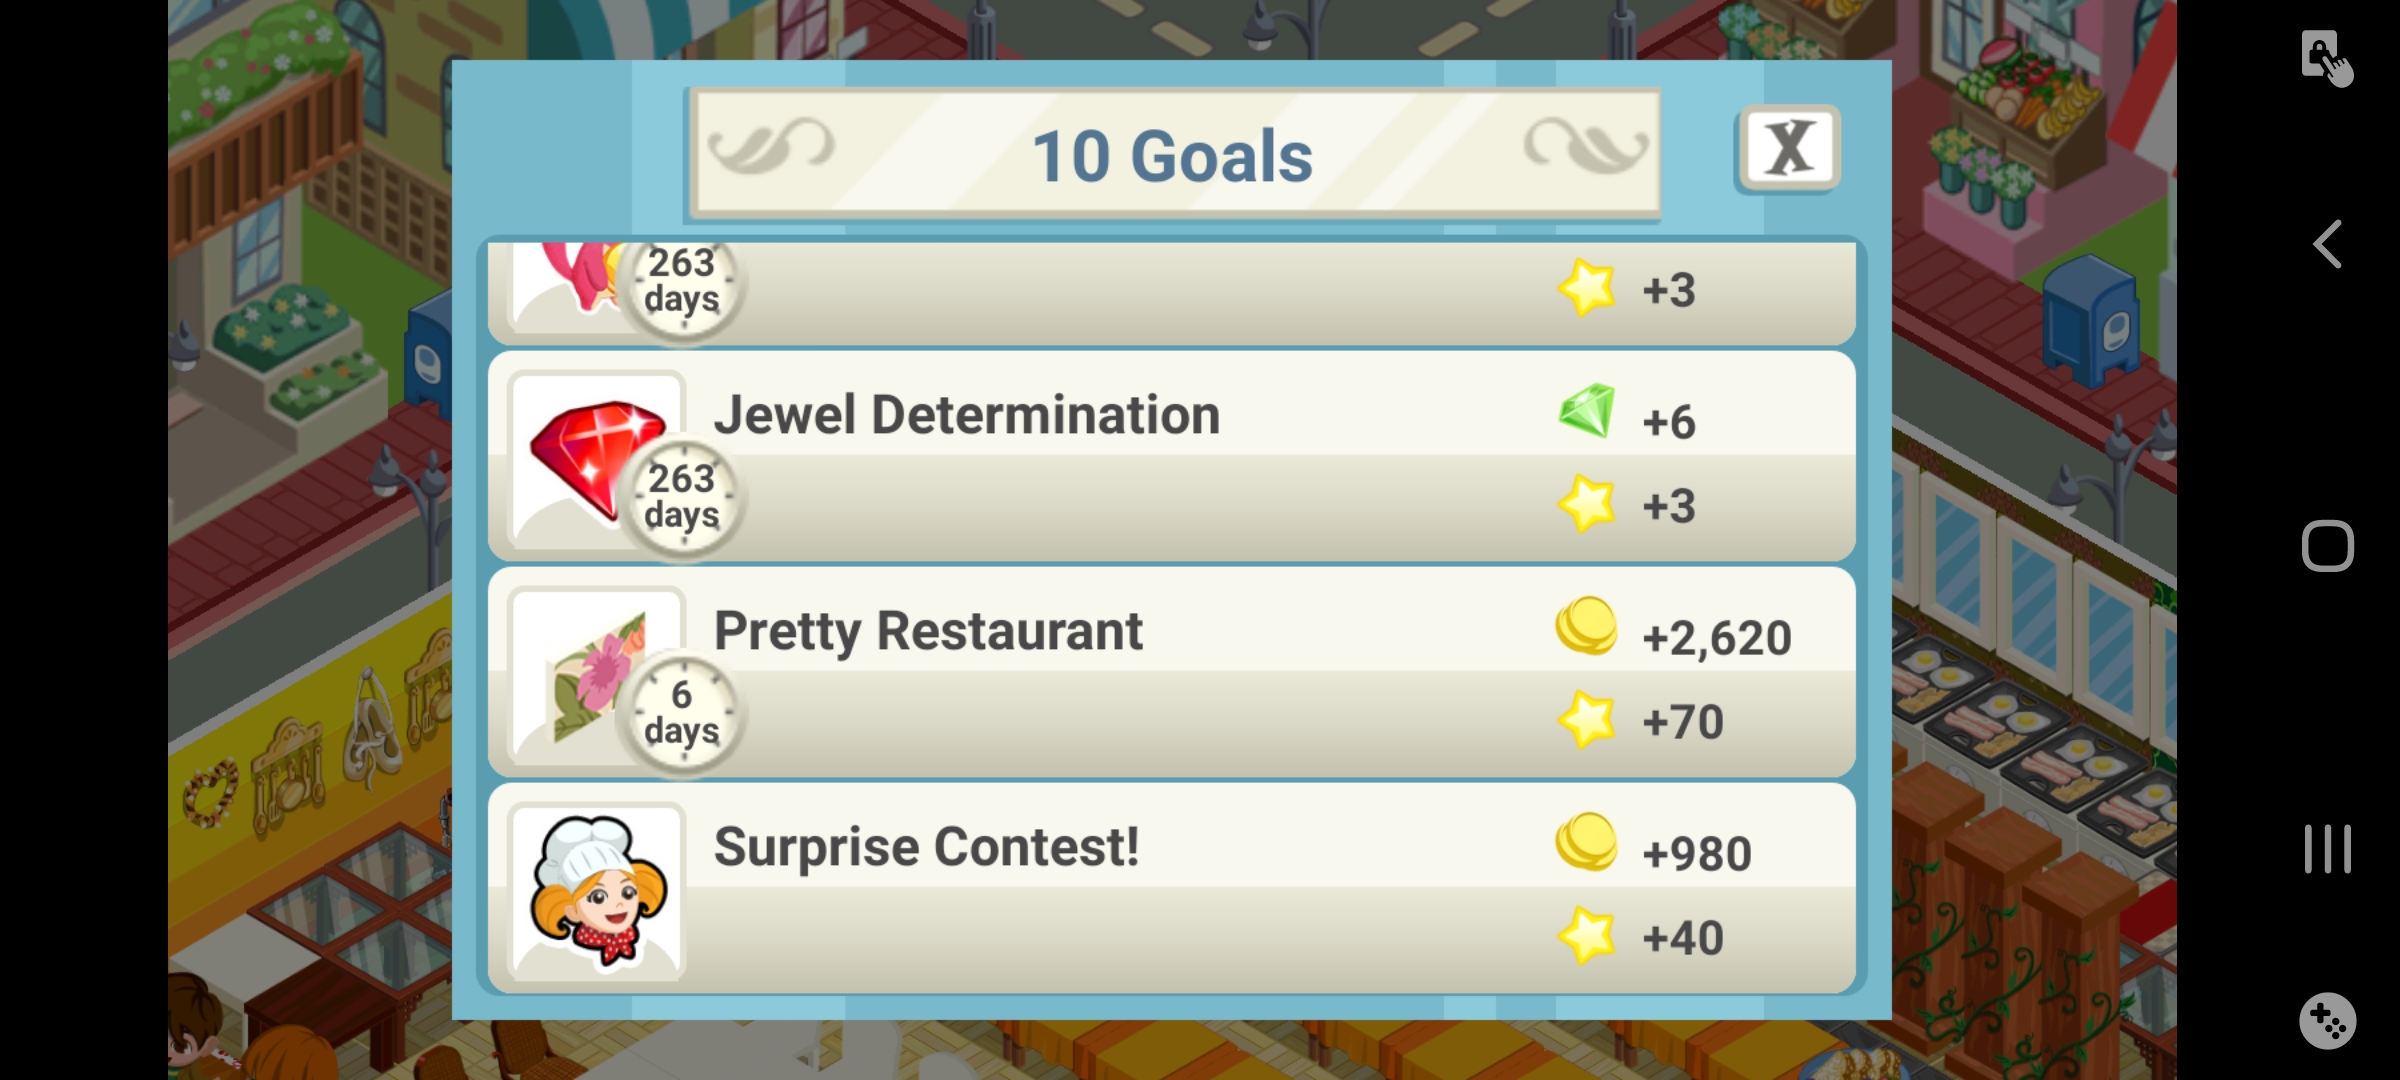 10 Goals
X
263
days
+3
Jewel Determination
+6
263
days
+3
Pretty Restaurant
+2,620
6
days
+70
Surprise Contest!
+980
+40